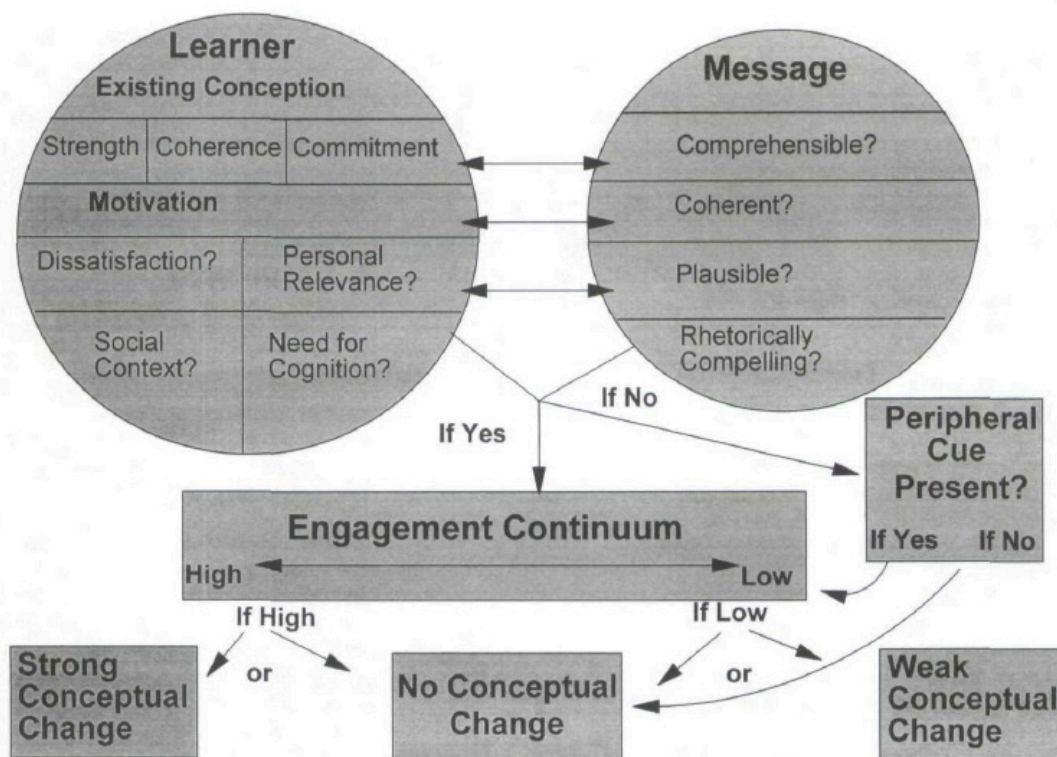 Learner
Existing Conception
Strength Coherence Commitment
Motivation
Dissatisfaction?
Personal
Relevance?
Social
Context?
Need for
Cognition?
Message
Comprehensible?
Coherent?
Plausible?
Rhetorically
Compelling?
If Yes
If No
Peripheral
Cue
Present?
If Yes If No
Engagement Continuum
High Low
If High
If Low
Strong
Conceptual
Change
or
No Conceptual
Change
or
Weak
Conceptual
Change